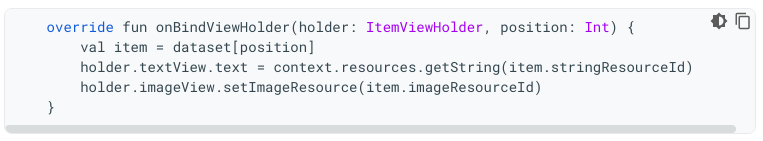 override fun onBindViewHolder(holder: ItemViewHolder, position: Int) {
    val item = dataset[position]
    holder.textView.text = context.resources.getString(item.stringResourceId)
    holder.imageView.setImageResource(item.imageResourceId)
}